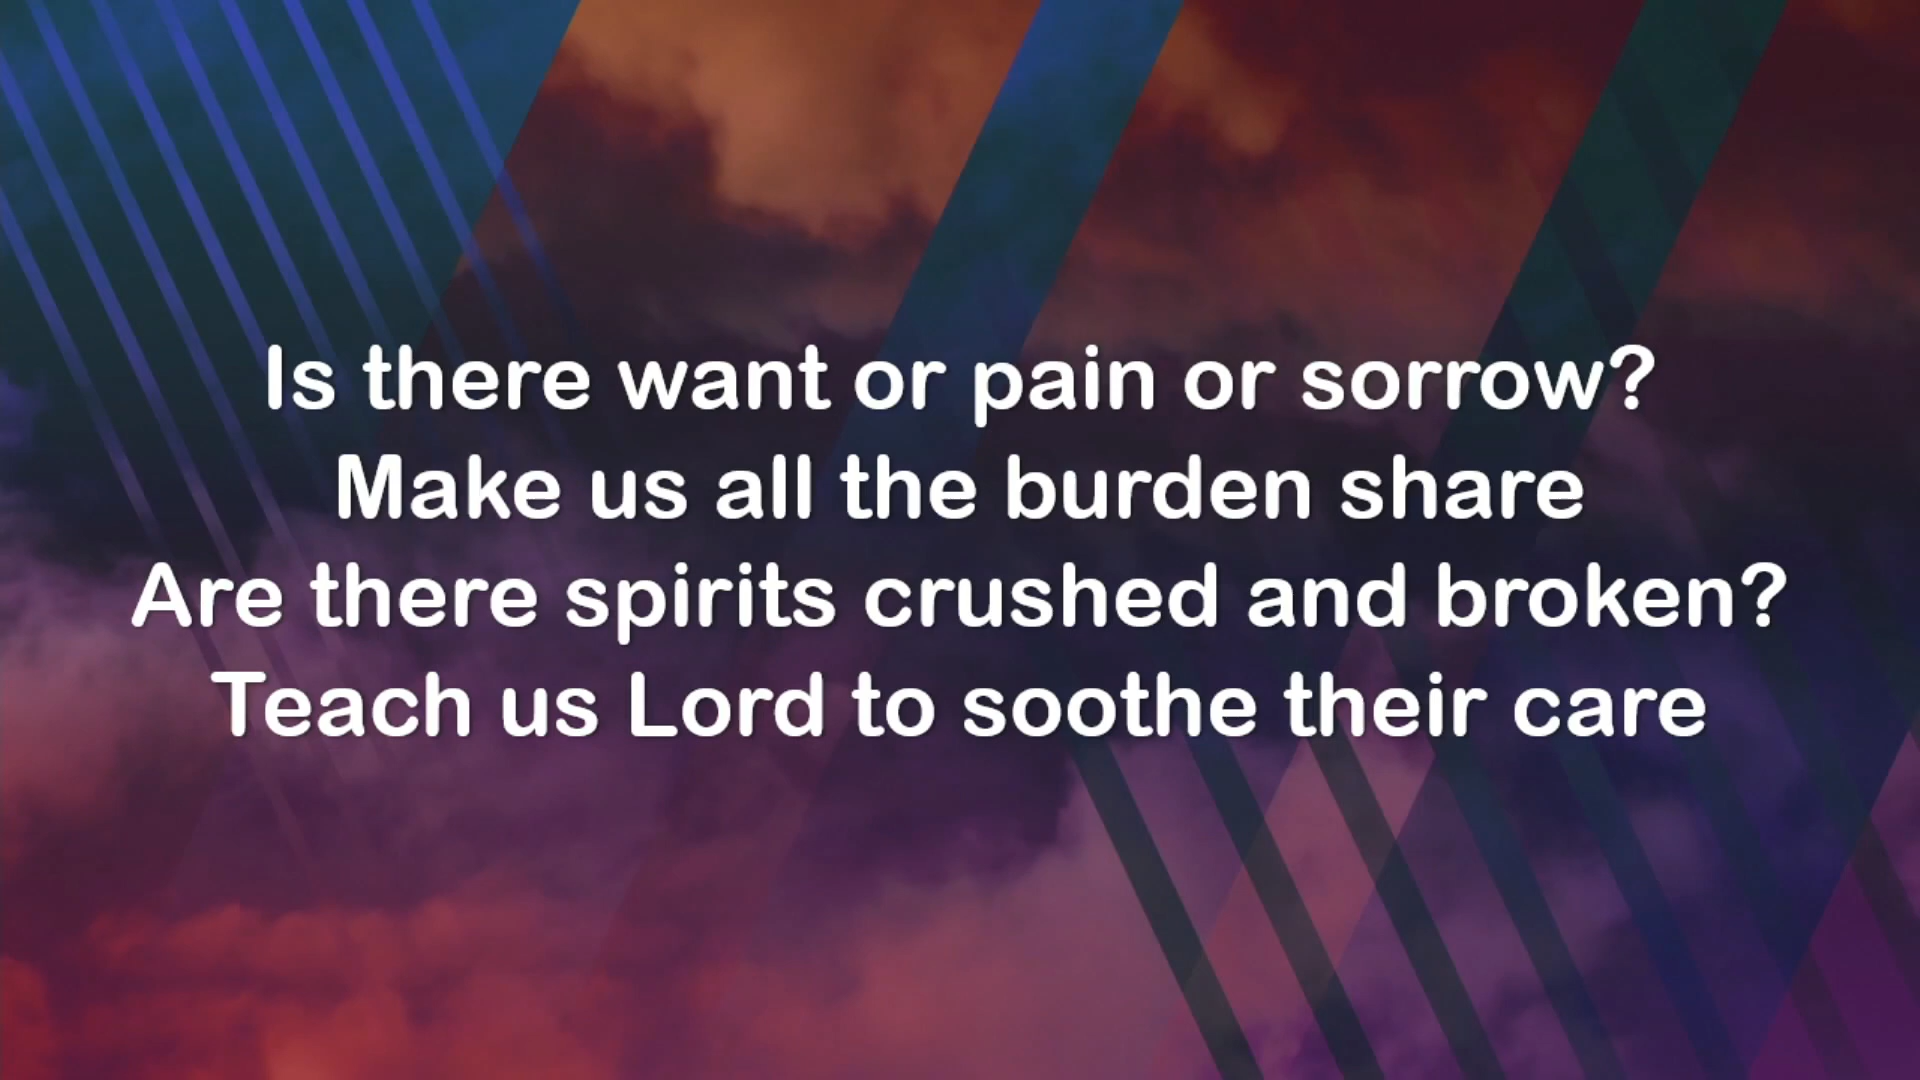 Is there want or pain or sorrow?
Make us all the burden share
Are there spirits crushed and broken?
Teach us Lord to soothe their care